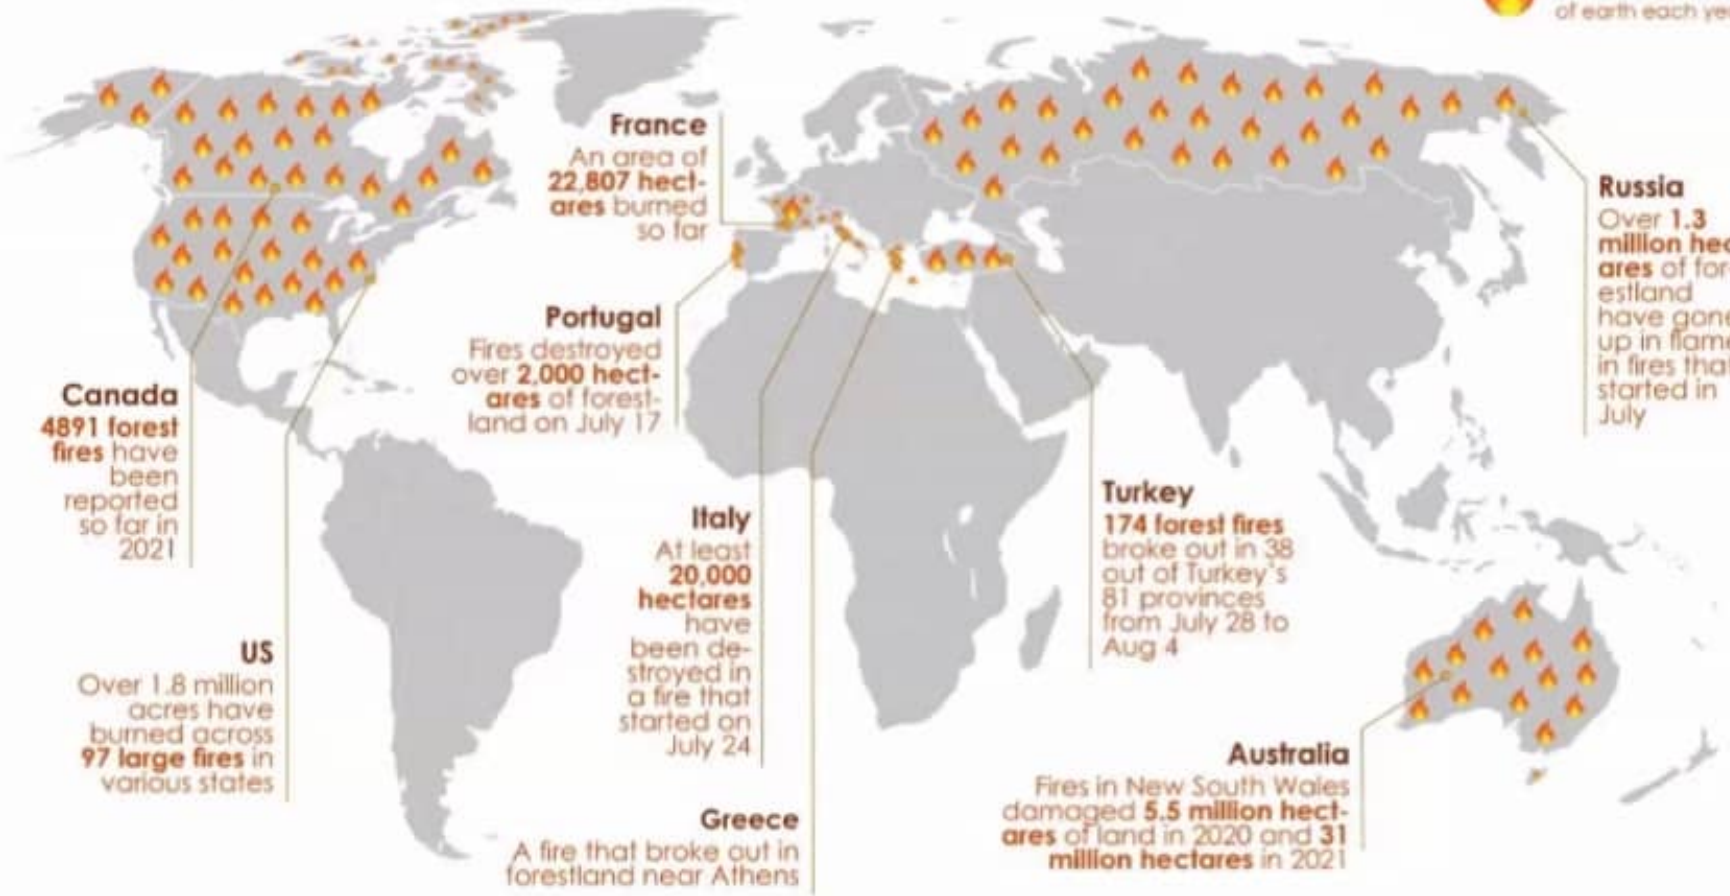 of earth each
France
An area of
22,807 hect-
ares burned
so far
Portugal
Fires destroyed
over 2,000 hect-
ares of forest-
land on July 17
Canada
4891 forest
fires have
been
reported
so far in
2021
US
Over 1.8 million
acres have
burned across
97 large fires in
various states
Italy
At least
20,000
hectares
have
been de-
stroyed in
a fire that
started on
July 24
Greece
A fire that broke out in
forestland near Athens
Turkey
174 forest fires
broke out in 38
out of Turkey's
81 provinces
from July 28 to
Aug 4
Russia
Over 1.3
million
ares of for-
estland
have gone
up in
in fires that
started in
July
Australia
Fires in New South Wales
damaged 5.5 million hect-
ares of land in 2020 and 31
million hectares in 2021